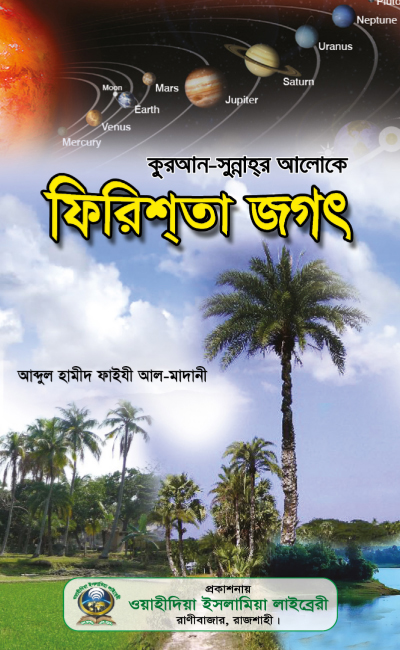 Pluto
Neptune
Uranus
Saturn
Jupiter
Mars
Moon
Earth
Venus
Mercury
কুরআন-সুন্নাহ্‌র আলোকে
ফিরিশ্‌তা জগৎ
আব্দুল হামীদ ফাইযী আল-মাদানী
প্রকাশনায়
ওয়াহীদিয়া ইসলামিয়া লাইব্রেরী
রাণীবাজার, রাজশাহী।